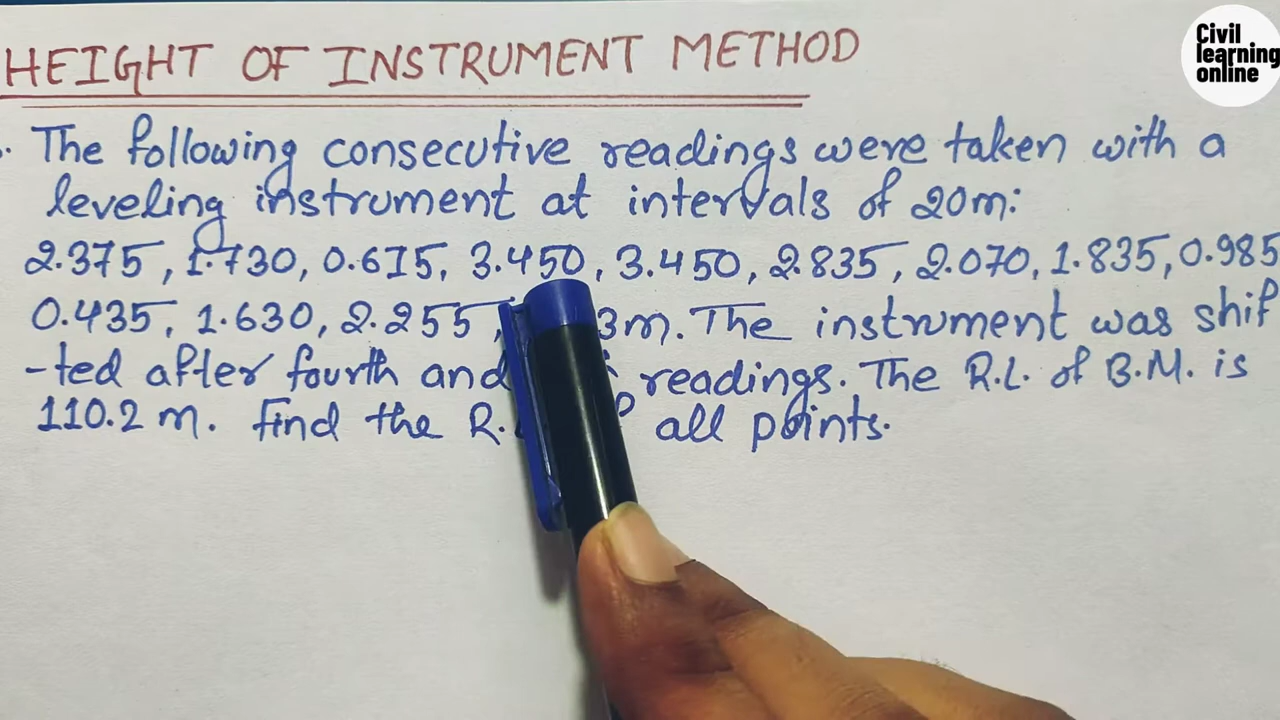 HEIGHT OF INSTRUMENT METHOD
Civil
learning
online
The following consecutive readings were taken with a
leveling instrument at intervals of 20m:
2.375, 1.730, 0.615, 3.450, 3.450, 2.835, 2.070, 1.835, 0.985
0.435, 1.630, 2.255, 3m. The instrument was shif
-ted after fourth and readings. The R.L. of B.M. is
110.2 m. Find the all points.